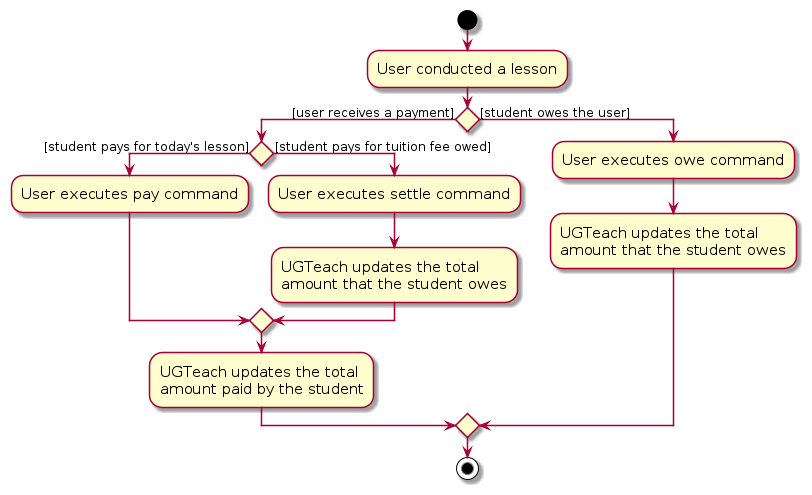 User conducted a lesson
[user receives a payment]
[student owes the user]
[student pays for today's lesson]
[student pays for tuition fee owed]
User executes owe command
User executes pay command
User executes settle command
UGTeach updates the total
amount that the student owes
UGTeach updates the total
amount that the student owes
UGTeach updates the total
amount paid by the student